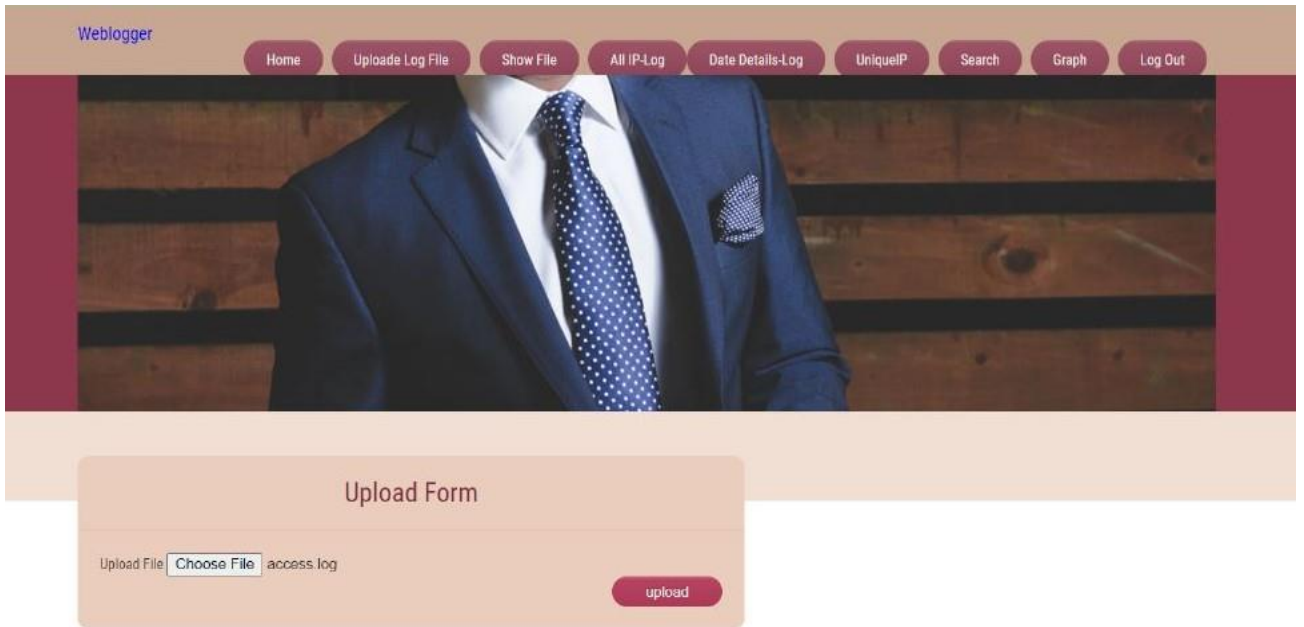 Weblogger
Home Uploade Log File Show File All IP-Log Date Details-Log UniqueIP Search Graph Log Out
Upload Form
Upload File Choose File access.log
upload